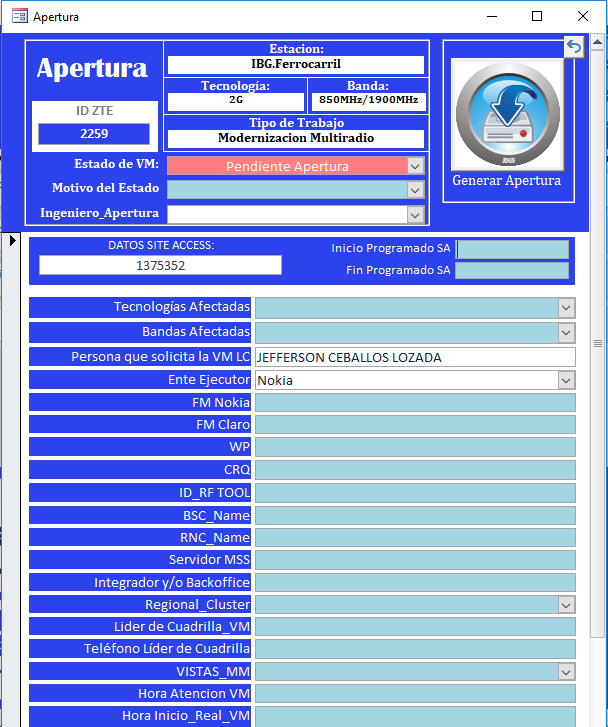 Apertura
Apertura
Estacion:
IBG.Ferrocarril
Tecnología:
Banda:
2G
850MHz/1900MHz
ID ZTE
2259
Tipo de Trabajo
Modernizacion Multiradio
Estado de VM:
Pendiente Apertura
Motivo del Estado
Ingeniero_Apertura
Generar Apertura
DATOS SITE ACCESS:
1375352
Inicio Programado SA
Fin Programado SA
Tecnologías Afectadas
Bandas Afectadas
Persona que solicita la VM LC JEFFERSON CEBALLOS LOZADA
Ente Ejecutor Nokia
FM Nokia
FM Claro
WP
CRQ
ID_RF TOOL
BSC_Name
RNC_Name
Servidor MSS
Integrador y/o Backoffice
Regional_Cluster
Lider de Cuadrilla_VM
Teléfono Líder de Cuadrilla
VISTAS_MM
Hora Atencion VM
Hora Inicio_Real_VM